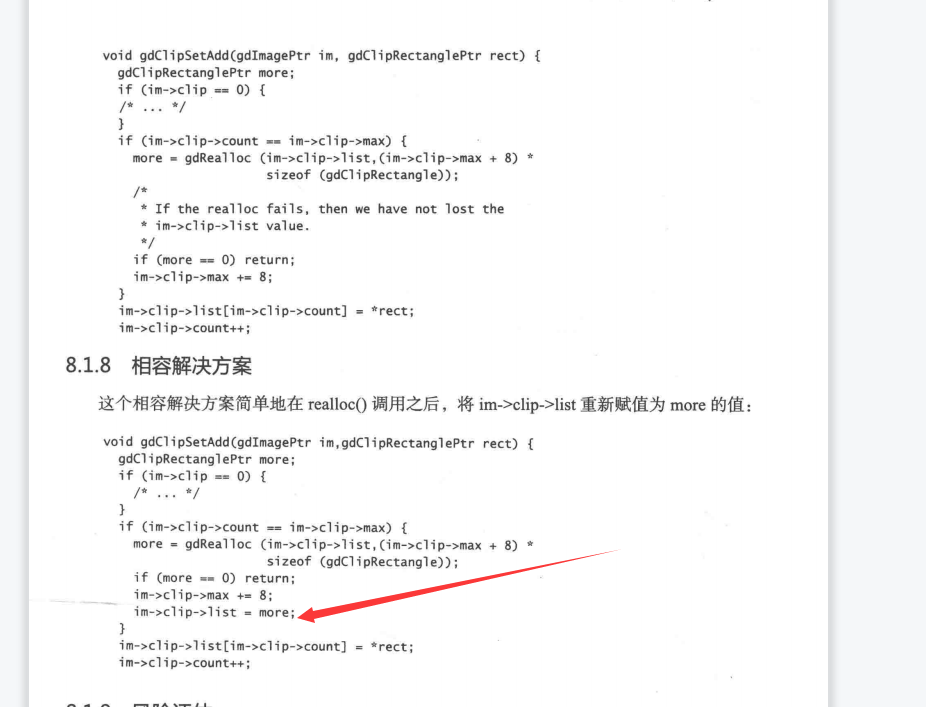 void gdClipSetAdd(gdImagePtr im, gdClipRectanglePtr rect) {
gdClipRectanglePtr more;
if (im->clip == 0) {
/* ... */
}
if (im->clip->count == im->clip->max) {
more = gdRealloc (im->clip->list,(im->clip->max + 8) *
sizeof (gdClipRectangle));
/*
* If the realloc fails, then we have not lost the
* im->clip->list value.
*/
if (more == 0) return;
im->clip->max += 8;
}
im->clip->list[im->clip->count] = *rect;
im->clip->count++;
8.1.8 相容解决方案
这个相容解决方案简单地在 realloc() 调用之后，将 im->clip->list 重新赋值为 more 的值：
void gdClipSetAdd(gdImagePtr im,gdClipRectanglePtr rect) {
gdClipRectanglePtr more;
if (im->clip == 0) {
/* ... */
}
if (im->clip->count == im->clip->max) {
more = gdRealloc (im->clip->list,(im->clip->max + 8) *
sizeof (gdClipRectangle));
if (more == 0) return;
im->clip->max += 8;
im->clip->list = more;
}
im->clip->list[im->clip->count] = *rect;
im->clip->count++;